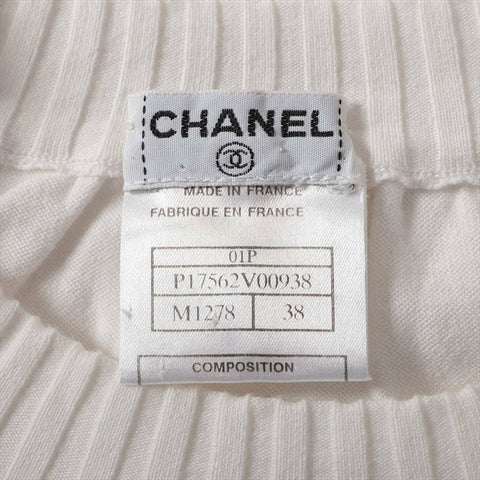 CHANEL
MADE IN FRANCE
FABRIQUE EN FRANCE
01P
P17562V00938
M1278 38
COMPOSITION